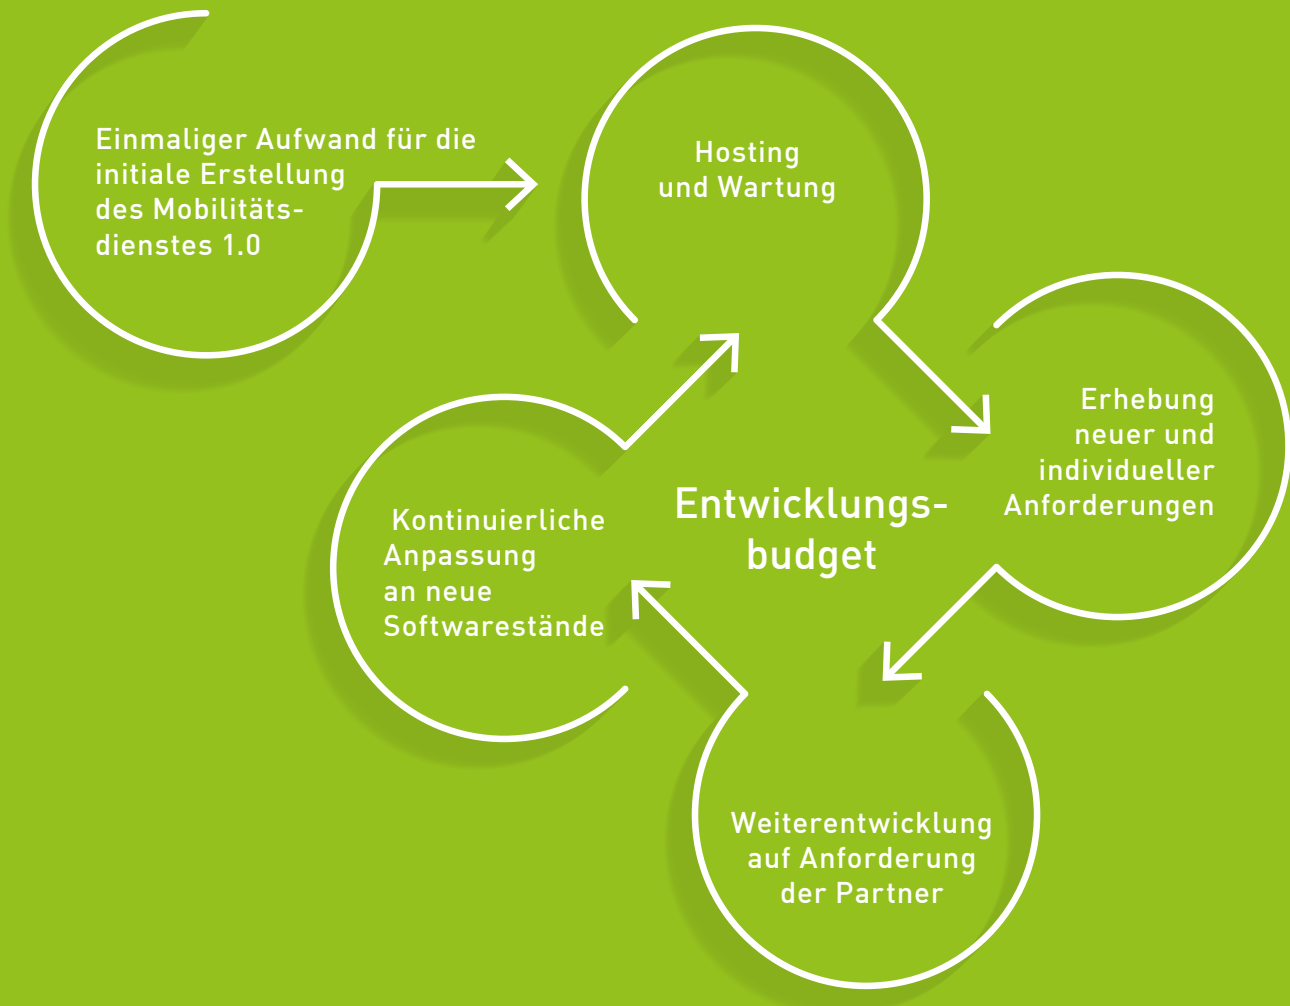 Einmaliger Aufwand für die
initiale Erstellung
des Mobilitäts-
dienstes 1.0
Hosting
und Wartung
Erhebung
neuer und
individueller
Anforderungen
Entwicklungs-
budget
Kontinuierliche
Anpassung
an neue
Softwarestände
Weiterentwicklung
auf Anforderung
der Partner